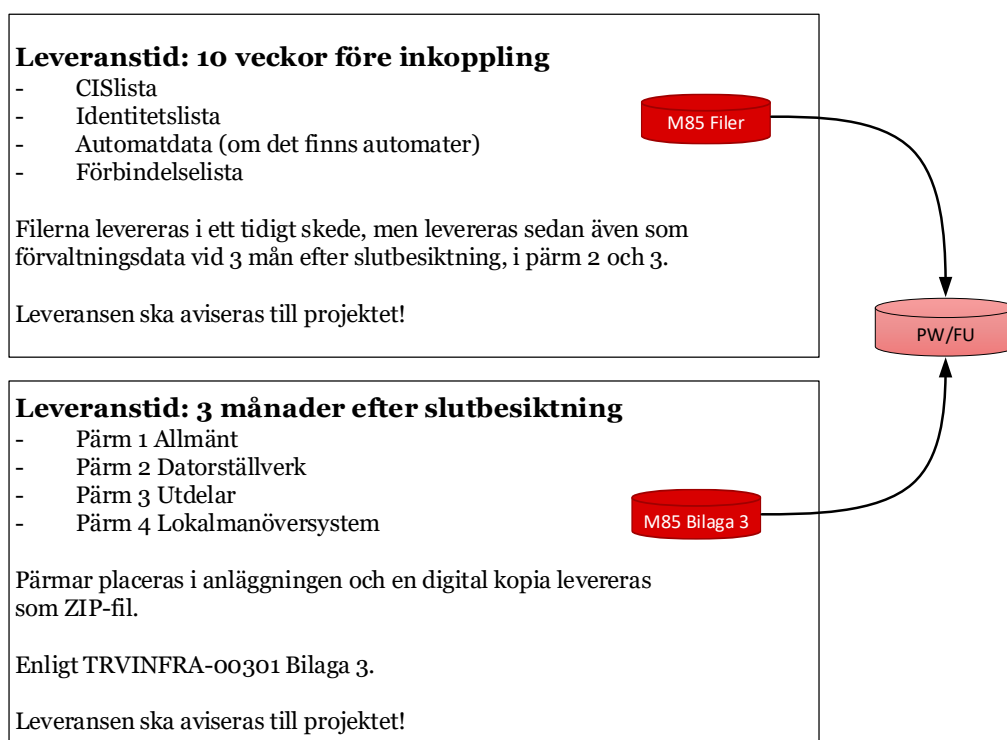 Leveranstid: 10 veckor före inkoppling
- CISlista
- Identitetslista
- Automatdata (om det finns automater)
- Förbindelselista
M85 Filer
Filerna levereras i ett tidigt skede, men levereras sedan även som
förvaltningsdata vid 3 mån efter slutbesiktning, i pärm 2 och 3.
Leveransen ska aviseras till projektet!
PW/FU
Leveranstid: 3 månader efter slutbesiktning
- Pärm 1 Allmänt
- Pärm 2 Datorställverk
- Pärm 3 Utdelar
- Pärm 4 Lokalmanöversystem
M85 Bilaga 3
Pärmar placeras i anläggningen och en digital kopia levereras
som ZIP-fil.
Enligt TRVINFRA-00301 Bilaga 3.
Leveransen ska aviseras till projektet!